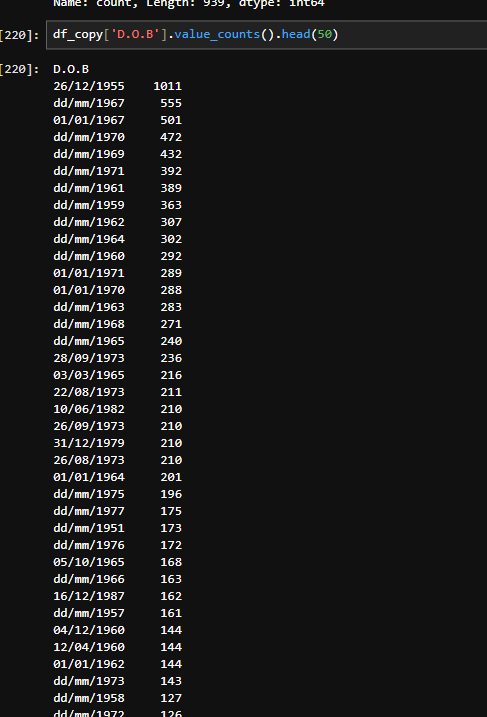 Name: count, Length: 939, dtype: int64
[220]: df_copy['D.O.B'].value_counts().head(50)
[220]: D.O.B
26/12/1955 1011
dd/mm/1967 555
01/01/1967 501
dd/mm/1970 472
dd/mm/1969 432
dd/mm/1971 392
dd/mm/1961 389
dd/mm/1959 363
dd/mm/1962 307
dd/mm/1964 302
dd/mm/1960 292
01/01/1971 289
01/01/1970 288
dd/mm/1963 283
dd/mm/1968 271
dd/mm/1965 240
28/09/1973 236
03/03/1965 216
22/08/1973 211
10/06/1982 210
26/09/1973 210
31/12/1979 210
26/08/1973 210
01/01/1964 201
dd/mm/1975 196
dd/mm/1977 175
dd/mm/1951 173
dd/mm/1976 172
05/10/1965 168
dd/mm/1966 163
16/12/1987 162
dd/mm/1957 161
04/12/1960 144
12/04/1960 144
01/01/1962 144
dd/mm/1973 143
dd/mm/1958 127
dd/mm/1972 126